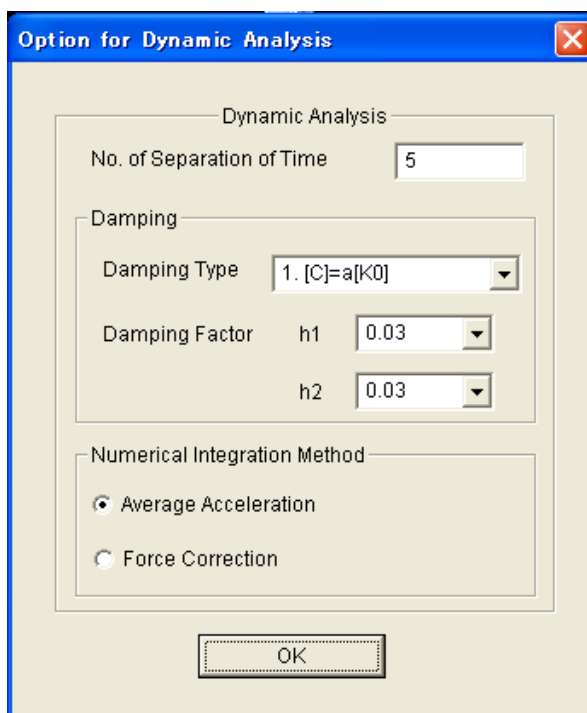 Option for Dynamic Analysis
Dynamic Analysis
No. of Separation of Time 5
Damping
Damping Type 1. [C]=a[K0]
Damping Factor h1 0.03
h2 0.03
Numerical Integration Method
Average Acceleration
Force Correction
OK